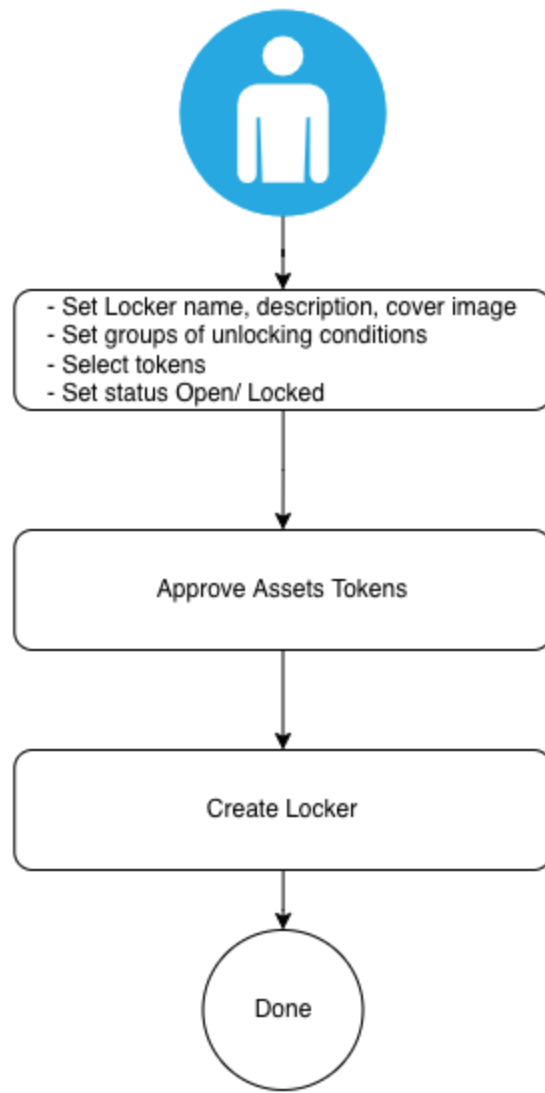 - Set Locker name, description, cover image
- Set groups of unlocking conditions
- Select tokens
- Set status Open/ Locked
Approve Assets Tokens
Create Locker
Done